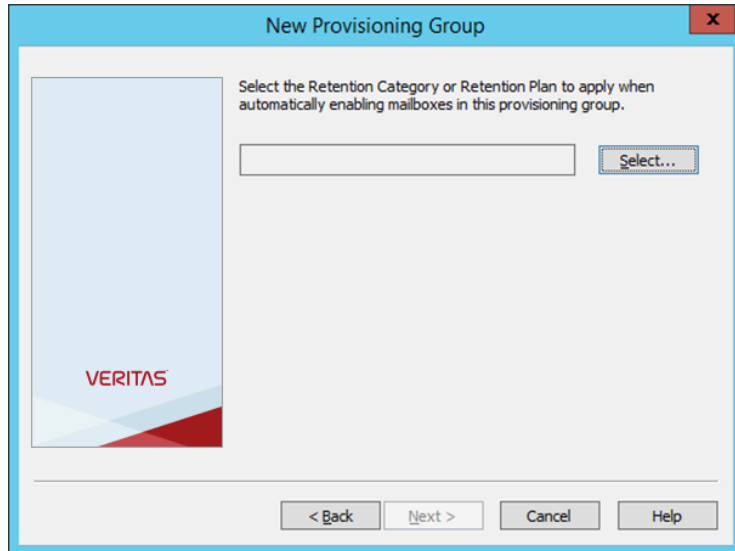 New Provisioning Group
x
Select the Retention Category or Retention Plan to apply when
automatically enabling mailboxes in this provisioning group.
Select...
VERITAS
< Back
Next >
Cancel
Help